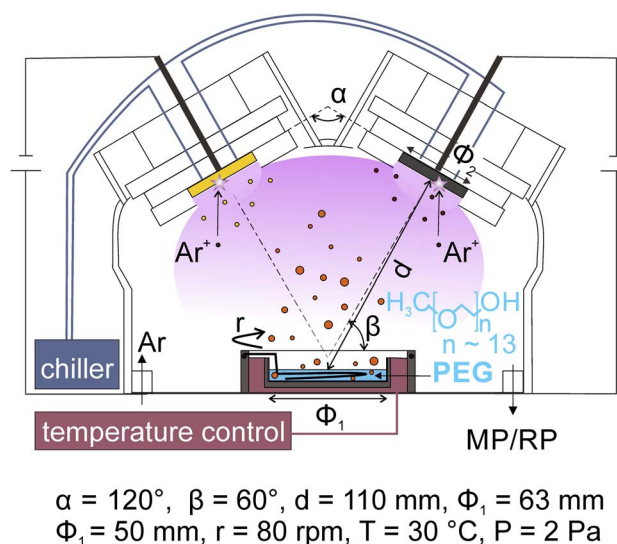 α
Φ2
Ar+
Ar+
d
H3C[O]nOH
n ~ 13
PEG
r
β
Ar
chiller
temperature control
Φ1
MP/RP
α = 120°, β = 60°, d = 110 mm, Φ1 = 63 mm
Φ1= 50 mm, r = 80 rpm, T = 30 °C, P = 2 Pa